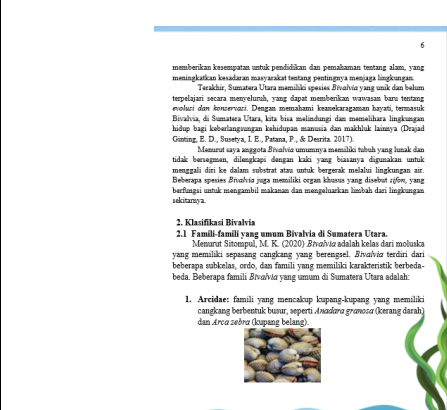 6
memberikan kesempatan untuk pendidikan dan pemahaman tentang alam, yang
meningkatkan kesadaran masyarakat tentang pentingnya menjaga lingkungan.
Terakhir, Sumatera Utara memiliki spesies Bivalvia yang unik dan belum
terpelajari secara menyeluruh, yang dapat memberikan wawasan baru tentang
evolusi dan konservasi. Dengan memahami keanekaragaman hayati, termasuk
Bivalvia, di Sumatera Utara, kita bisa melindungi dan memelihara lingkungan
hidup bagi keberlangsungan kehidupan manusia dan makhluk lainnya (Drajad
Ginting, E. D., Susetya, I. E., Patana, P., & Desrita. 2017).
Menurut saya anggota Bivalvia umumnya memiliki tubuh yang lunak dan
tidak bersegmen, dilengkapi dengan kaki yang biasanya digunakan untuk
menggali diri ke dalam substrat atau untuk bergerak melalui lingkungan air.
Beberapa spesies Bivalvia juga memiliki organ khusus yang disebut sifon, yang
berfungsi untuk mengambil makanan dan mengeluarkan limbah dari lingkungan
sekitarnya.
2. Klasifikasi Bivalvia
2.1 Famili-famili yang umum Bivalvia di Sumatera Utara.
Menurut Sitompul, M. K. (2020) Bivalvia adalah kelas dari moluska
yang memiliki sepasang cangkang yang berengsel. Bivalvia terdiri dari
beberapa subkelas, ordo, dan famili yang memiliki karakteristik berbeda-
beda. Beberapa famili Bivalvia yang umum di Sumatera Utara adalah:
1. Arcidae: famili yang mencakup kupang-kupang yang memiliki
cangkang berbentuk busur, seperti Anadara granosa (kerang darah)
dan Arca zebra (kupang belang).